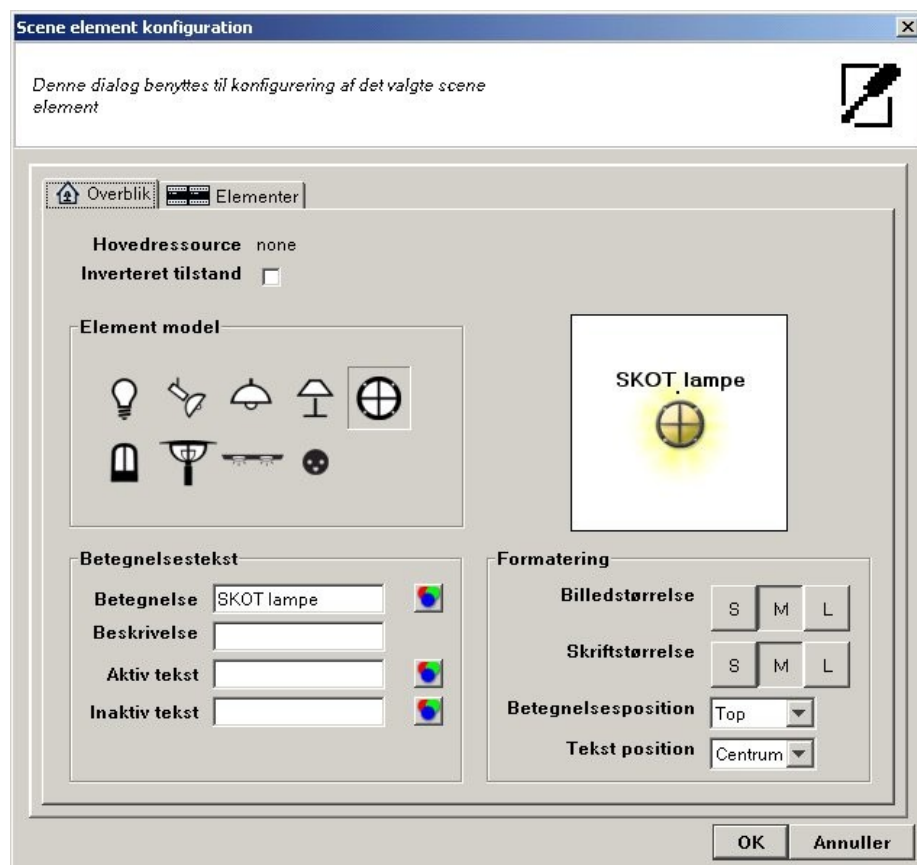 Scene element konfiguration
Denne dialog benyttes til konfigurering af det valgte scene
element
Overblik
Elementer
Hovedressource none
Inverteret tilstand
Element model
SKOT lampe
Betegnelsestekst
Betegnelse SKOT lampe
Beskrivelse
Aktiv tekst
Inaktiv tekst
Formatering
Billedstørrelse S M L
Skriftstørrelse S M L
Betegnelsesposition Top
Tekst position Centrum
OK Annuller